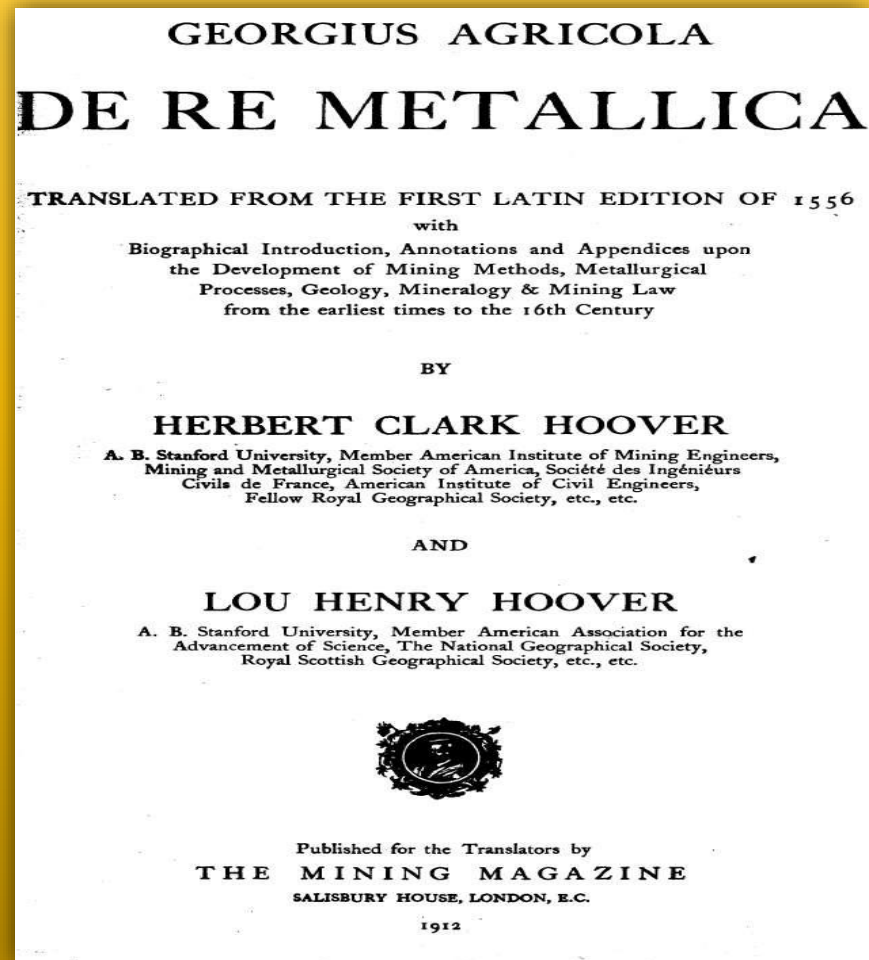 GEORGIUS AGRICOLA
DE RE METALLICA
TRANSLATED FROM THE FIRST LATIN EDITION OF 1556
with
Biographical Introduction, Annotations and Appendices upon
the Development of Mining Methods, Metallurgical
Processes, Geology, Mineralogy & Mining Law
from the earliest times to the 16th Century
BY
HERBERT CLARK HOOVER
A. B. Stanford University, Member American Institute of Mining Engineers,
Mining and Metallurgical Society of America, Société des Ingéniéurs
Civils de France, American Institute of Civil Engineers,
Fellow Royal Geographical Society, etc., etc.
AND
LOU HENRY HOOVER
A. B. Stanford University, Member American Association for the
Advancement of Science, The National Geographical Society,
Royal Scottish Geographical Society, etc., etc.
Published for the Translators by
THE MINING MAGAZINE
SALISBURY HOUSE, LONDON, E.C.
1912